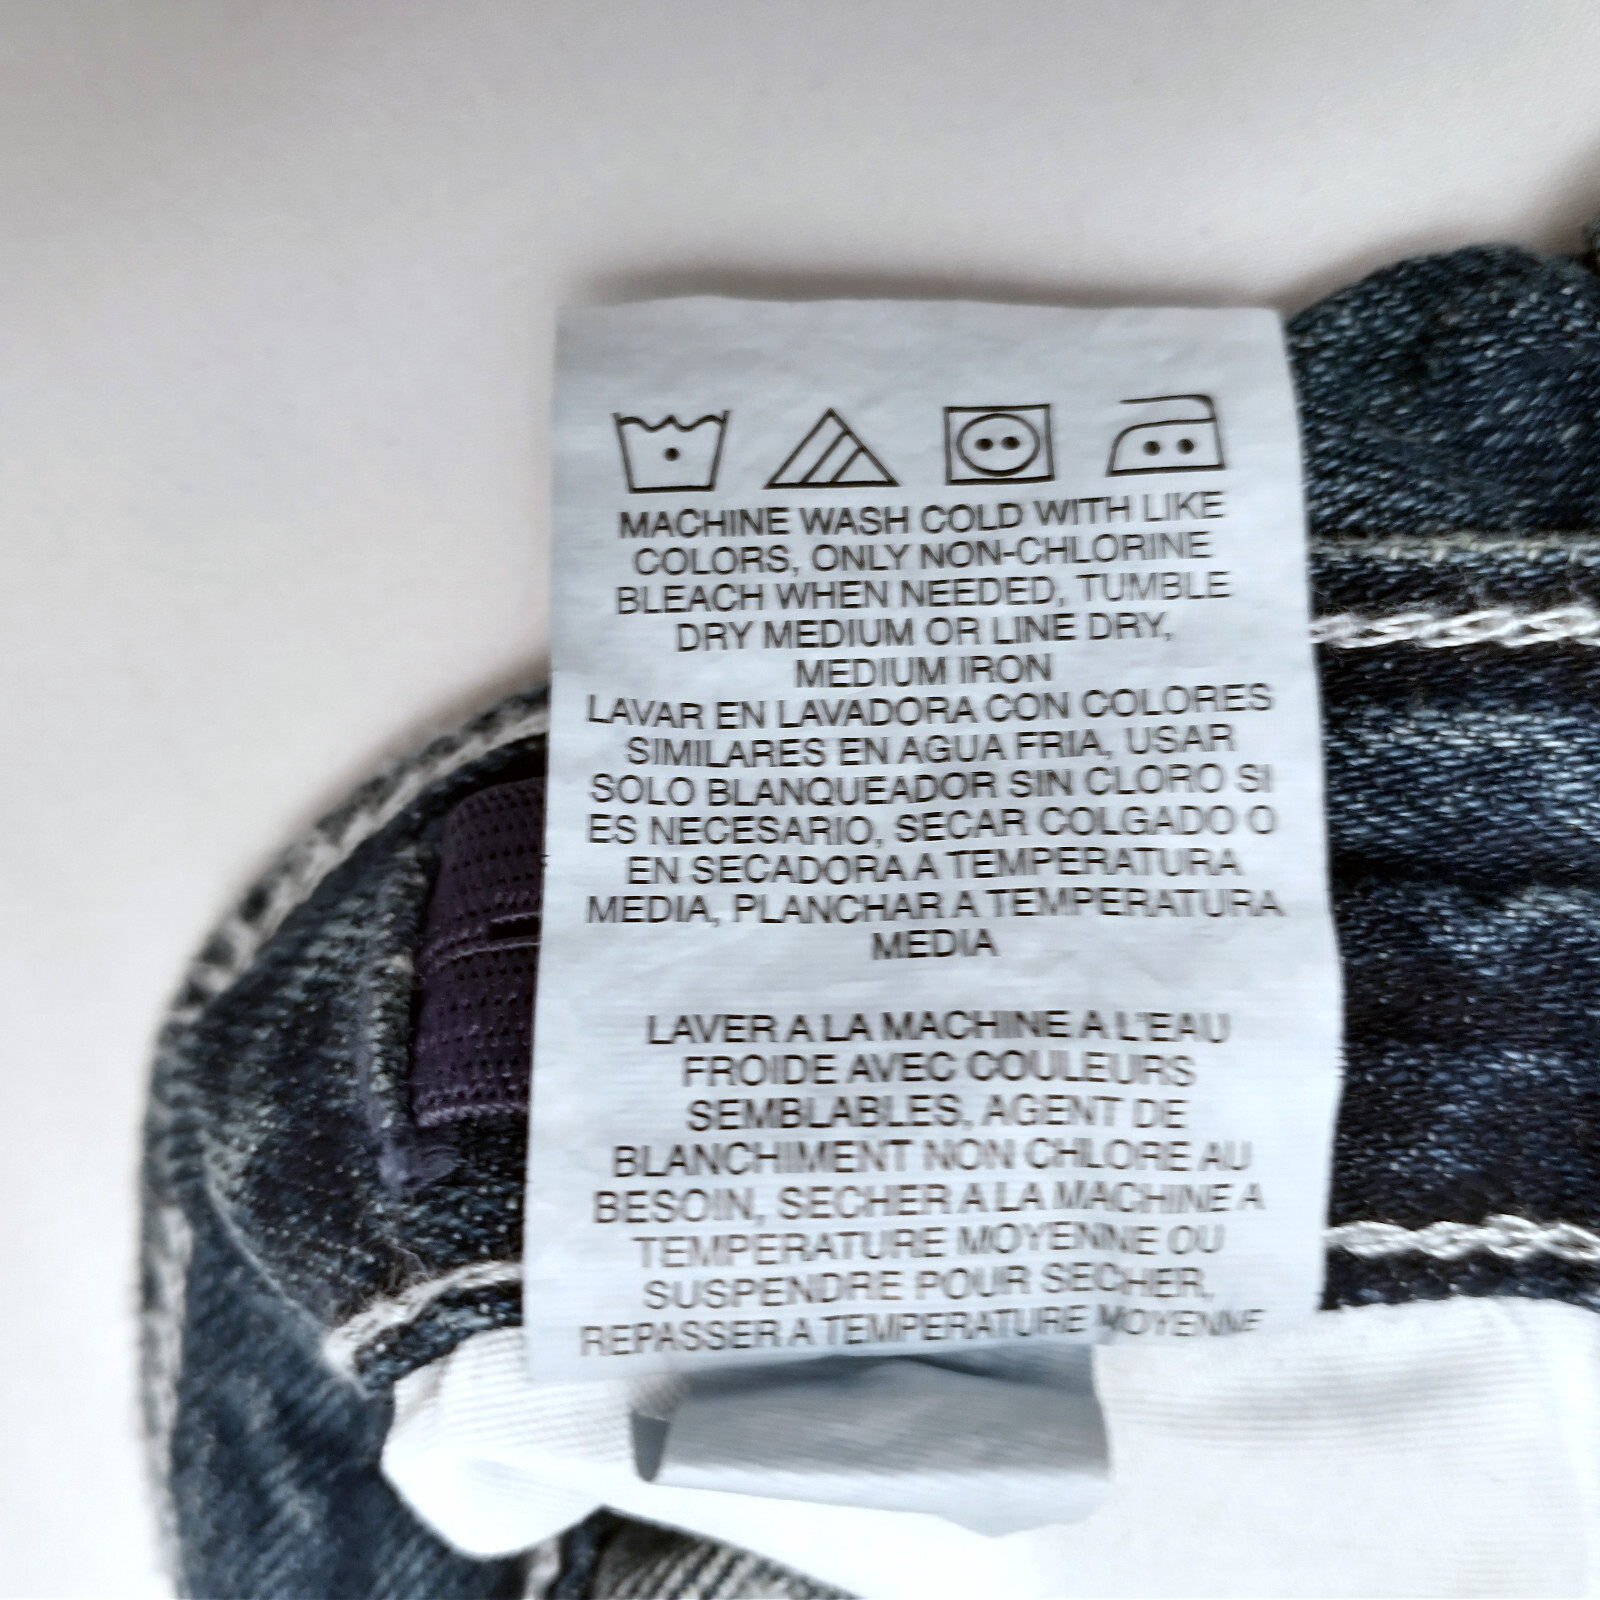 MACHINE WASH COLD WITH LIKE
COLORS, ONLY NON-CHLORINE
BLEACH WHEN NEEDED, TUMBLE
DRY MEDIUM OR LINE DRY,
MEDIUM IRON
LAVAR EN LAVADORA CON COLORES
SIMILARES EN AGUA FRIA, USAR
SOLO BLANQUEADOR SIN CLORO SI
ES NECESARIO, SECAR COLGADO O
EN SECADORA A TEMPERATURA
MEDIA, PLANCHAR A TEMPERATURA
MEDIA
LAVER A LA MACHINE A L'EAU
FROIDE AVEC COULEURS
SEMBLABLES, AGENT DE
BLANCHIMENT NON CHLORE AU
BESOIN, SECHER A LA MACHINE A
TEMPERATURE MOYENNE OU
SUSPENDRE POUR SECHER,
REPASSER A TEMPERATURE MOYENNE